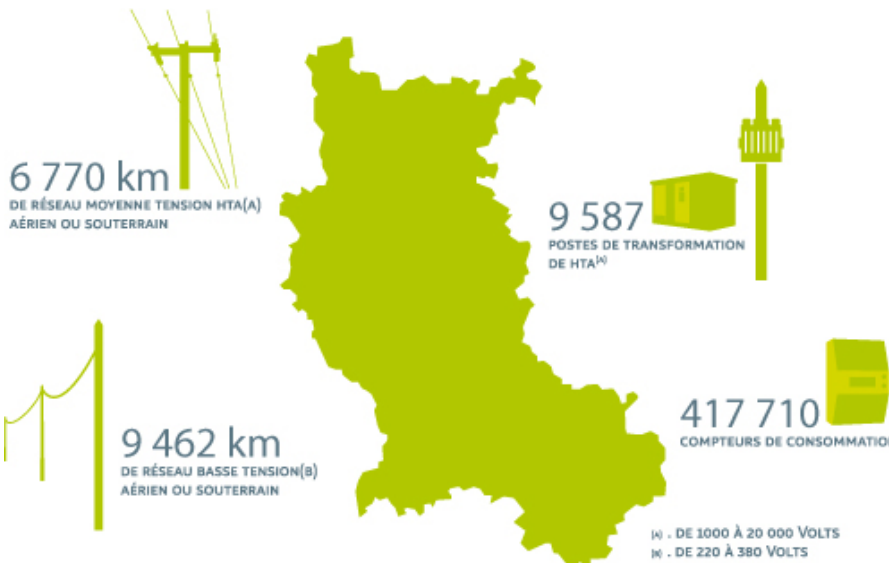 6 770 km
DE RÉSEAU MOYENNE TENSION HTA(A)
AÉRIEN OU SOUTERRAIN
9 587
POSTES DE TRANSFORMATION
DE HTA(A)
9 462 km
DE RÉSEAU BASSE TENSION(B)
AÉRIEN OU SOUTERRAIN
417 710
COMPTEURS DE CONSOMMATION
(A) . DE 1000 À 20 000 VOLTS
(B) . DE 220 À 380 VOLTS